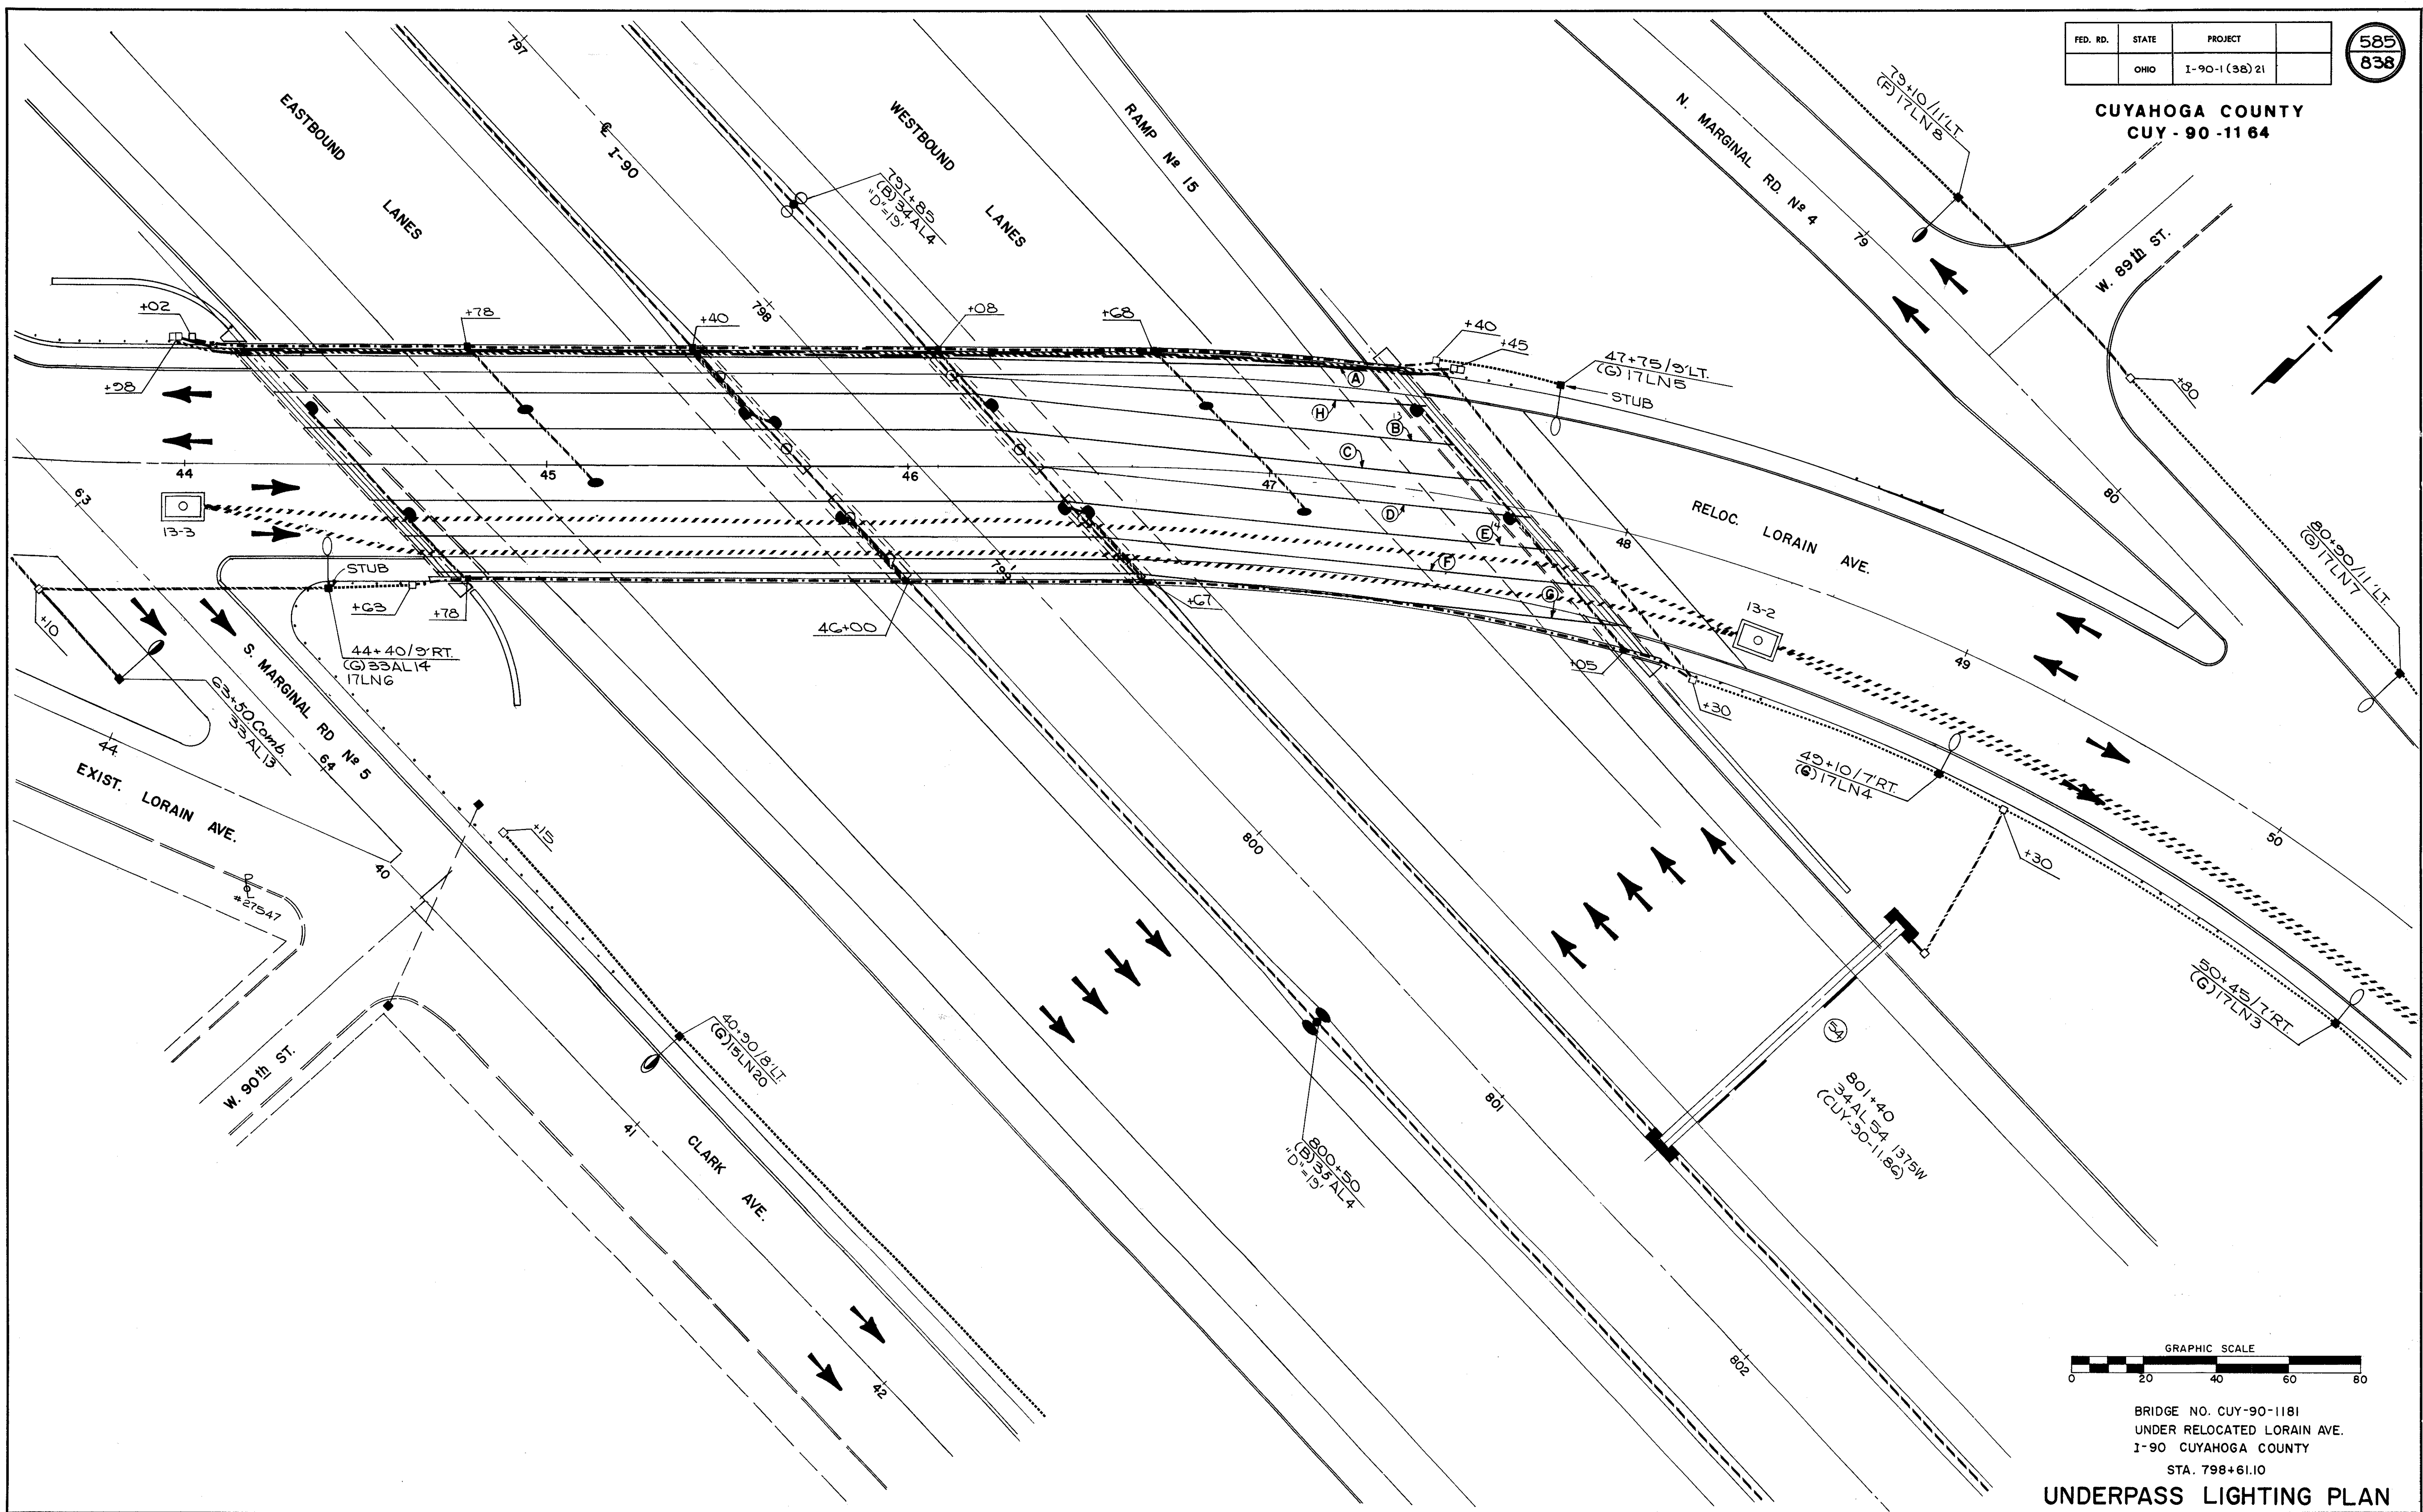 FED. RD. STATE PROJECT
OHIO I-90-1(38)21
585
838
CUYAHOGA COUNTY
CUY - 90 - 1164
797
EASTBOUND
LANES
℄ I-90
WESTBOUND
LANES
RAMP Nº 15
797+85
(B)34AL4
"D"=19'
N. MARGINAL RD. Nº 4
79+10/11'LT.
(F)17LN8
79
W. 89th ST.
+80
80
80+90/11'LT.
(G)17LN7
798
+02
+78
+40
+08
+68
+40
+45
47+75/9'LT.
(G)17LN5
STUB
+98
A
H
13
B
C
D
E
14
F
G
44
45
46
47
48
49
50
63
13-3
STUB
+63
+78
+10
44+40/9'RT.
(G)33AL14
17LN6
46+00
+67
799
RELOC. LORAIN AVE.
13-2
+05
+30
S. MARGINAL RD Nº 5
63+50 Comb.
33AL13
64
44
EXIST. LORAIN AVE.
40
P
#27547
+15
49+10/7'RT.
(G)17LN4
+30
50+45/7'RT.
(G)17LN3
800
W. 90th ST.
40+90/8'LT.
(G)15LN20
41
CLARK AVE.
42
800+50
(B)35AL4
"D"=19'
801
54
801+40
34AL54 1375W
(CUY-90-11.86)
802
GRAPHIC SCALE
0 20 40 60 80
BRIDGE NO. CUY-90-1181
UNDER RELOCATED LORAIN AVE.
I-90 CUYAHOGA COUNTY
STA. 798+61.10
UNDERPASS LIGHTING PLAN